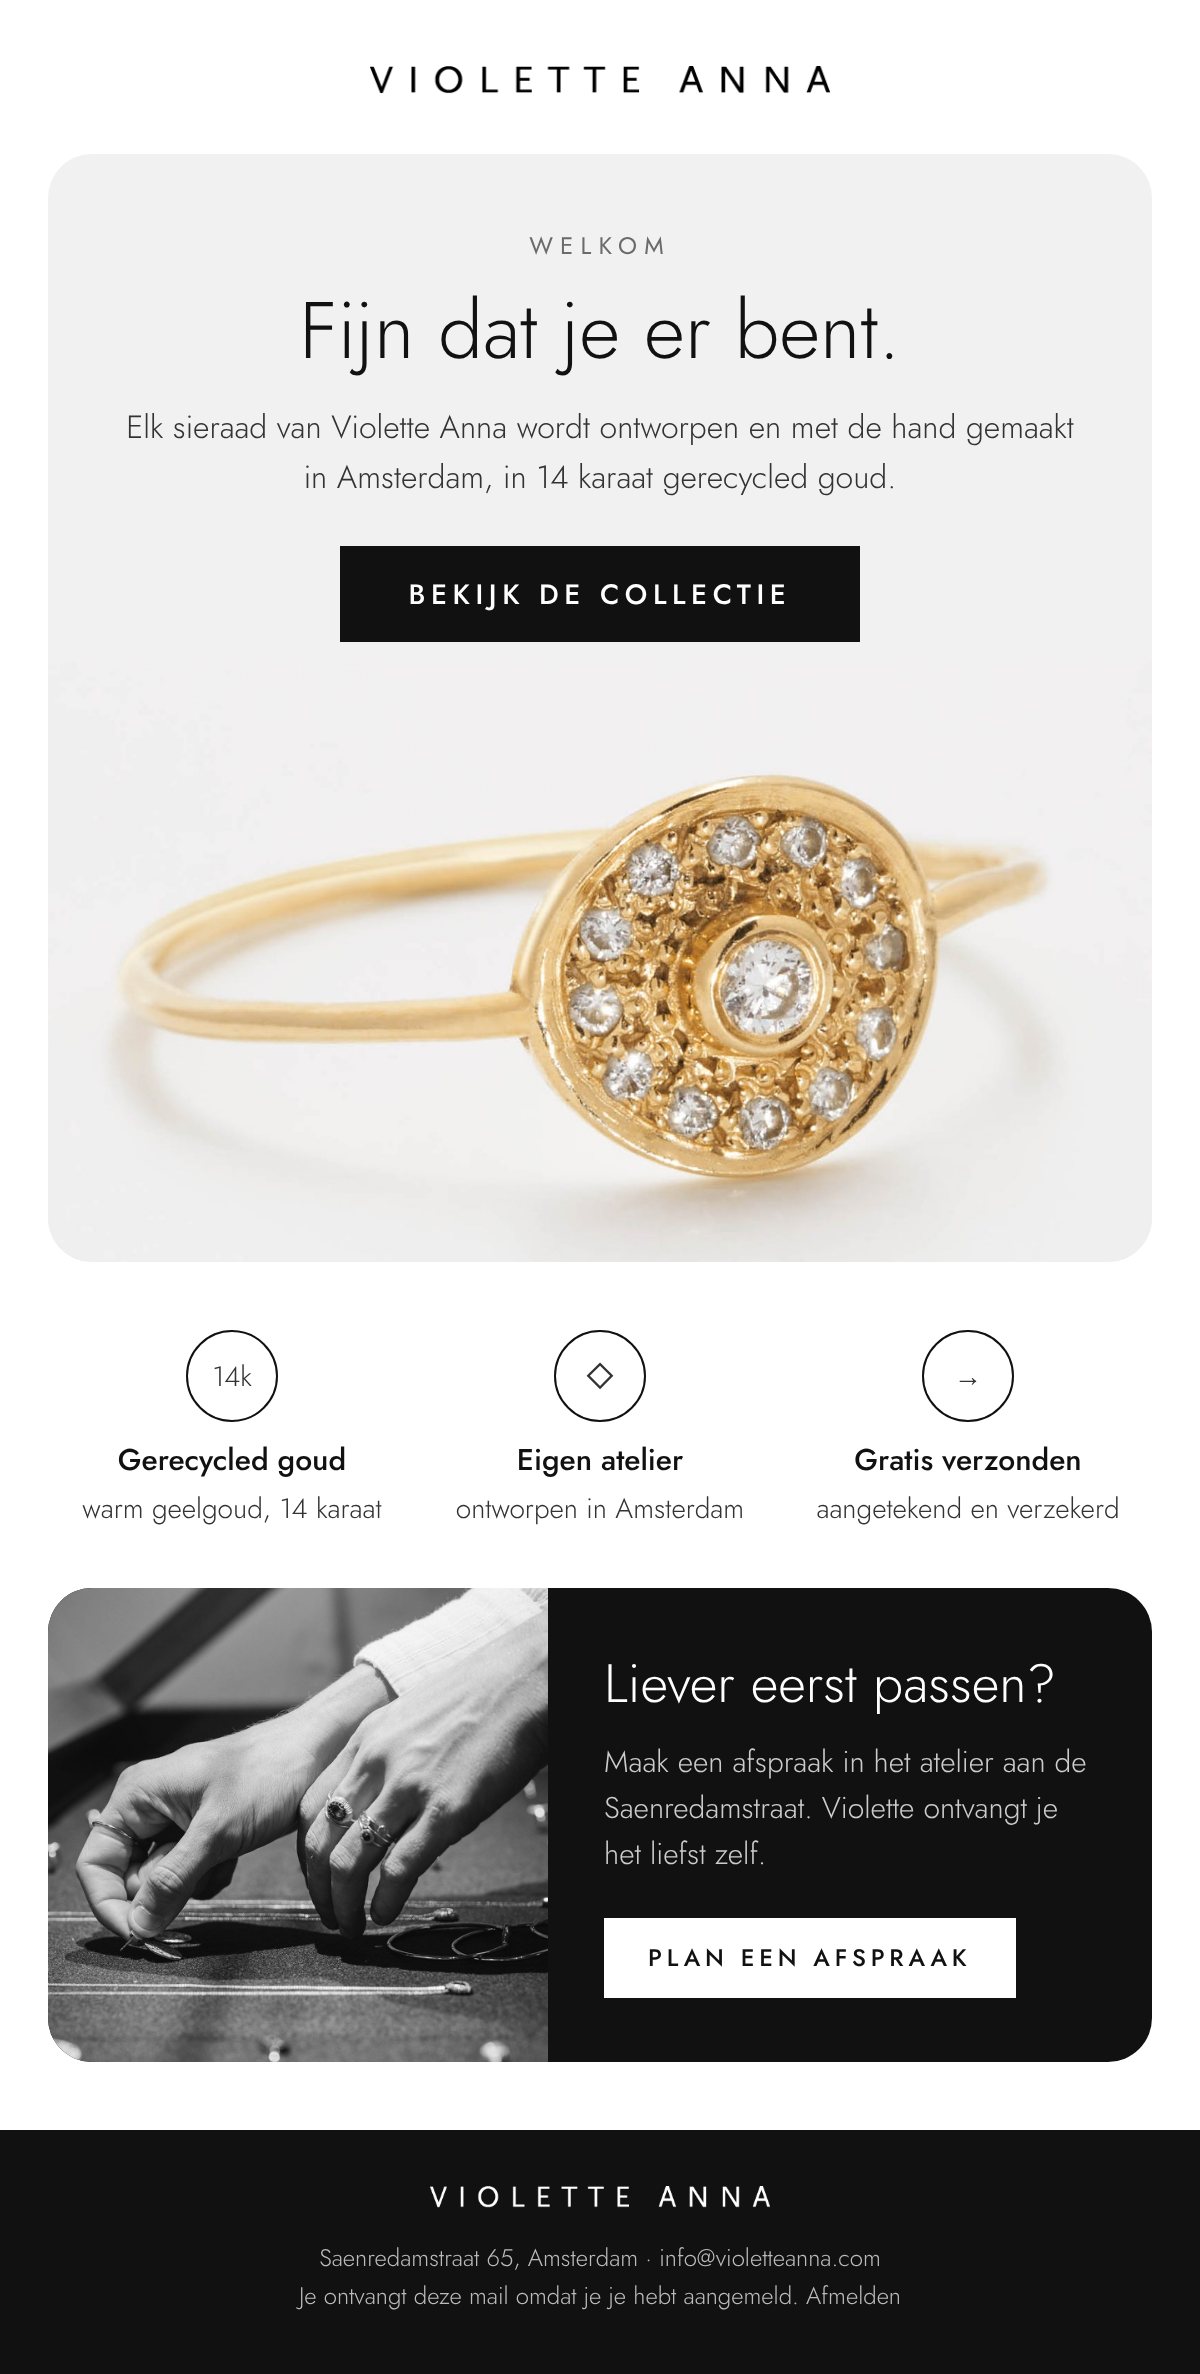 VIOLETTE ANNA
WELKOM
Fijn dat je er bent.
Elk sieraad van Violette Anna wordt ontworpen en met de hand gemaakt
in Amsterdam, in 14 karaat gerecycled goud.
BEKIJK DE COLLECTIE
14k
→
Gerecycled goud
Eigen atelier
Gratis verzonden
warm geelgoud, 14 karaat
ontworpen in Amsterdam
aangetekend en verzekerd
Liever eerst passen?
Maak een afspraak in het atelier aan de
Saenredamstraat. Violette ontvangt je
het liefst zelf.
PLAN EEN AFSPRAAK
VIOLETTE ANNA
Saenredamstraat 65, Amsterdam · info@violetteanna.com
Je ontvangt deze mail omdat je je hebt aangemeld. Afmelden